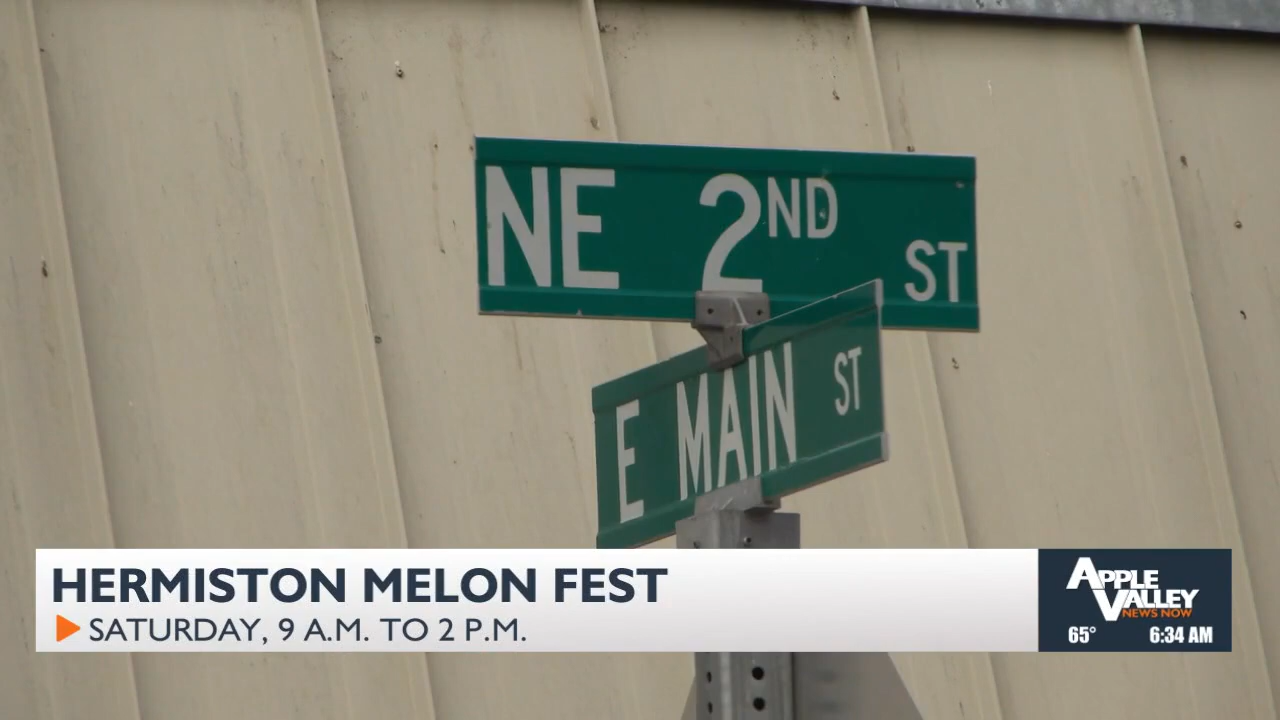 NE 2ND ST
E MAIN ST
HERMISTON MELON FEST
SATURDAY, 9 A.M. TO 2 P.M.
APPLE
VALLEY
NEWS NOW
65° 6:34 AM